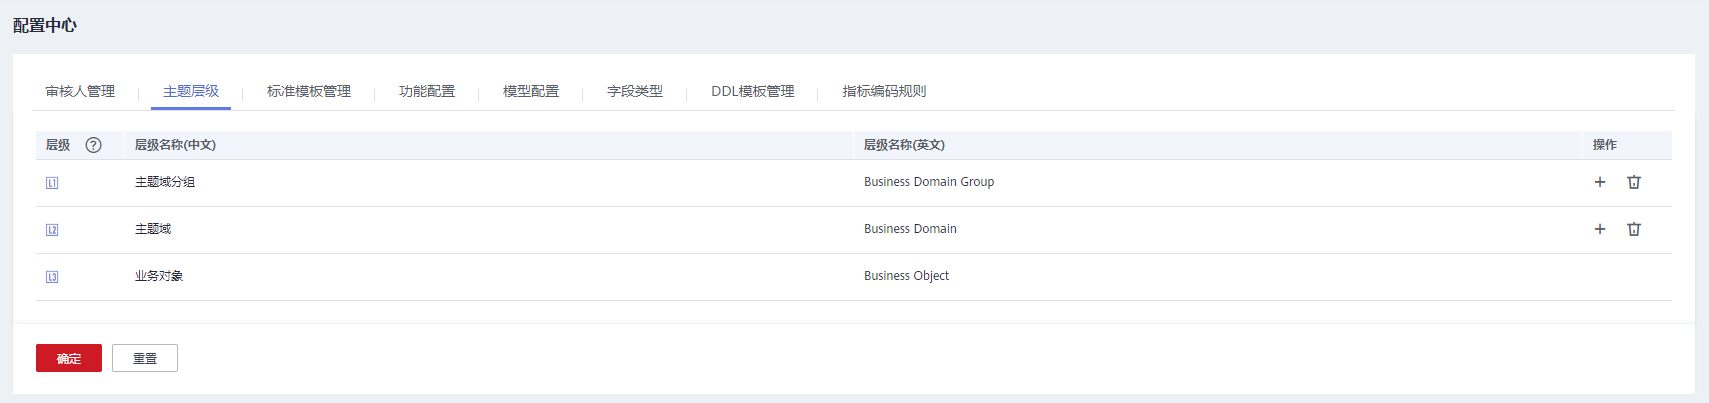 配置中心
审核人管理 主题层级 标准模板管理 功能配置 模型配置 字段类型 DDL模板管理 指标编码规则
层级 ? 层级名称(中文) 层级名称(英文) 操作
L1 主题域分组 Business Domain Group
L2 主题域 Business Domain
L3 业务对象 Business Object
确定 重置